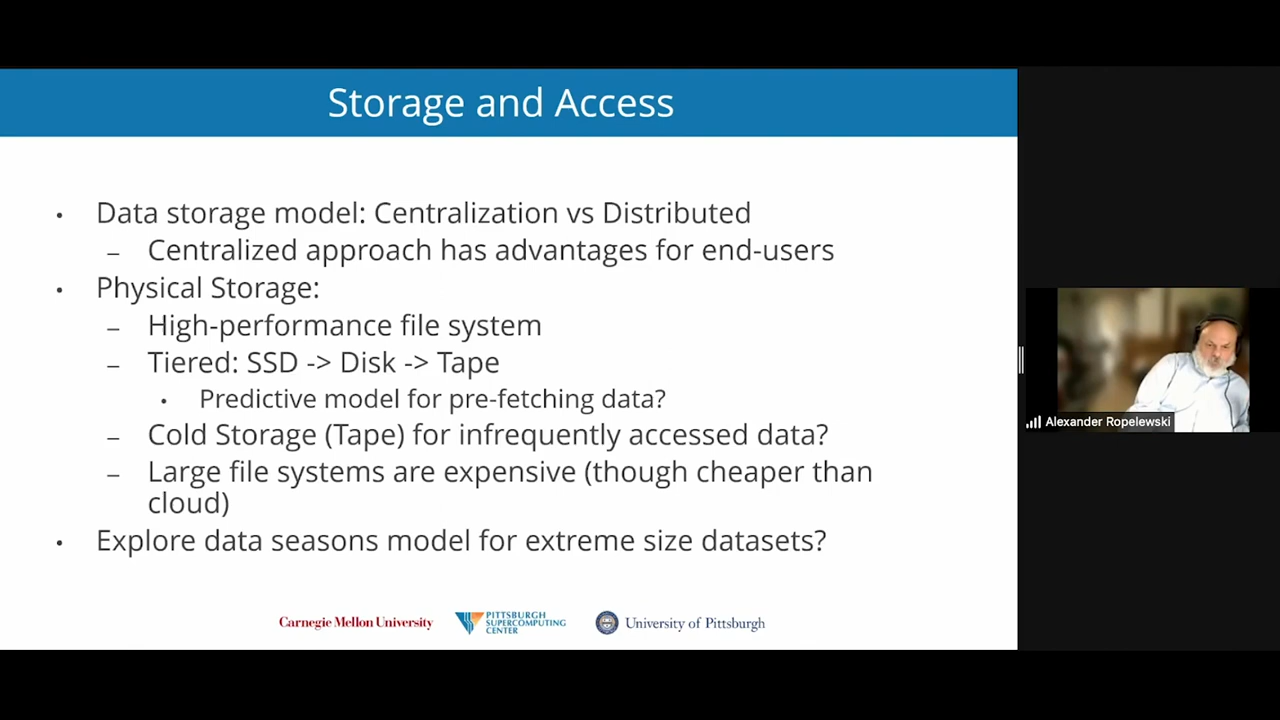 Storage and Access
• Data storage model: Centralization vs Distributed
– Centralized approach has advantages for end-users
• Physical Storage:
– High-performance file system
– Tiered: SSD -> Disk -> Tape
• Predictive model for pre-fetching data?
– Cold Storage (Tape) for infrequently accessed data?
– Large file systems are expensive (though cheaper than
cloud)
• Explore data seasons model for extreme size datasets?
Carnegie Mellon University
PITTSBURGH
SUPERCOMPUTING
CENTER
University of Pittsburgh
Alexander Ropelewski